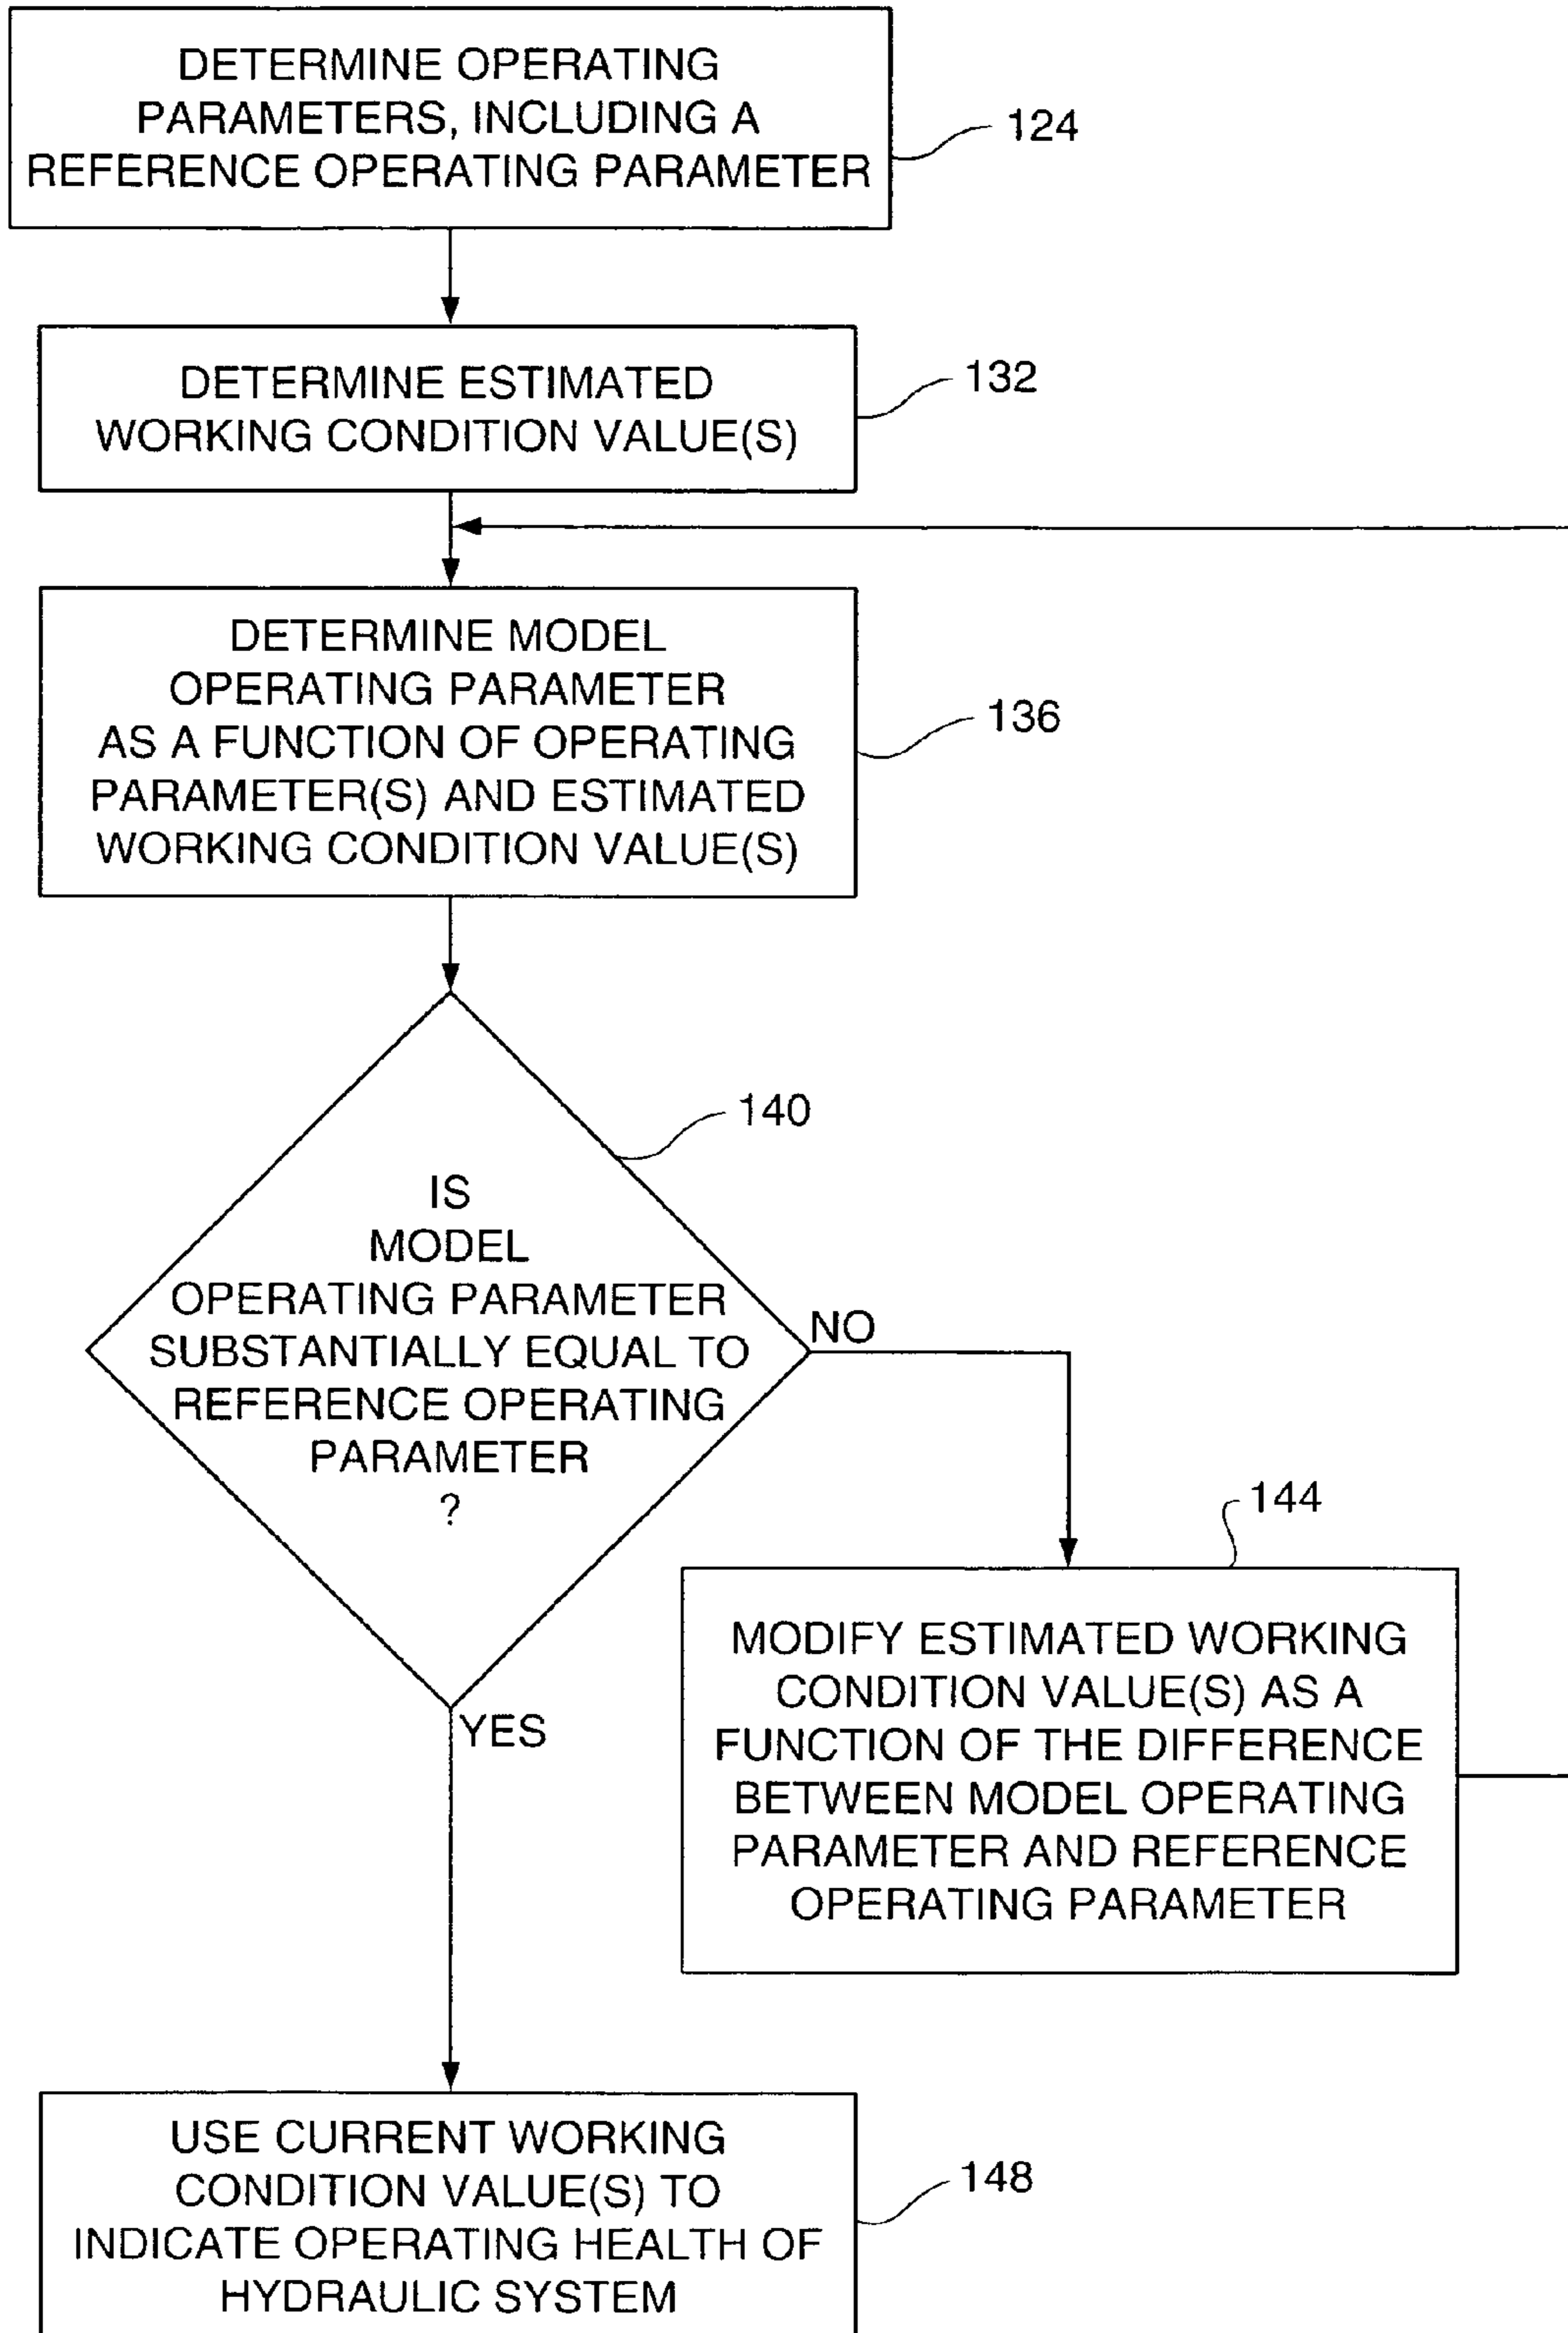 DETERMINE OPERATING
PARAMETERS, INCLUDING A
REFERENCE OPERATING PARAMETER
124
DETERMINE ESTIMATED
WORKING CONDITION VALUE(S)
132
DETERMINE MODEL
OPERATING PARAMETER
AS A FUNCTION OF OPERATING
PARAMETER(S) AND ESTIMATED
WORKING CONDITION VALUE(S)
136
140
IS
MODEL
OPERATING PARAMETER
SUBSTANTIALLY EQUAL TO
REFERENCE OPERATING
PARAMETER
?
NO
YES
144
MODIFY ESTIMATED WORKING
CONDITION VALUE(S) AS A
FUNCTION OF THE DIFFERENCE
BETWEEN MODEL OPERATING
PARAMETER AND REFERENCE
OPERATING PARAMETER
USE CURRENT WORKING
CONDITION VALUE(S) TO
INDICATE OPERATING HEALTH OF
HYDRAULIC SYSTEM
148